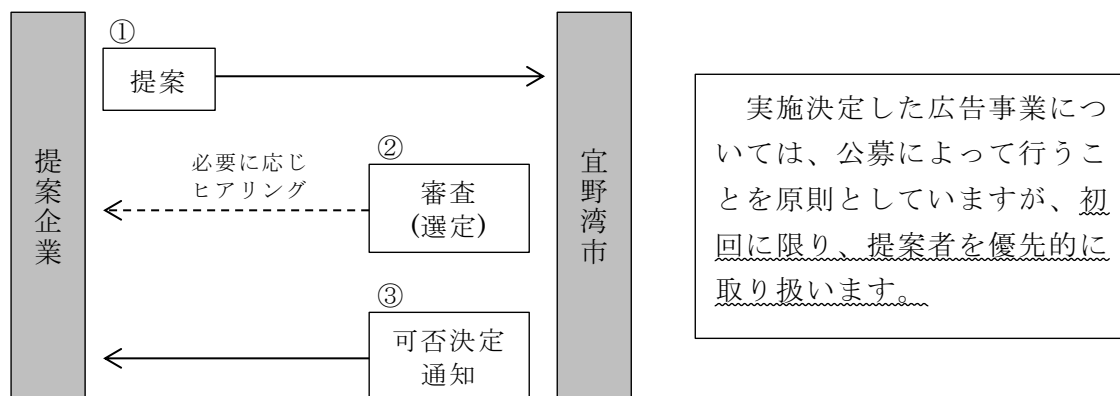 提案企業
①
提案
必要に応じ
ヒアリング
②
審査
(選定)
③
可否決定
通知
宜野湾市
実施決定した広告事業につ
いては、公募によって行うこ
とを原則としていますが、初
回に限り、提案者を優先的に
取り扱います。